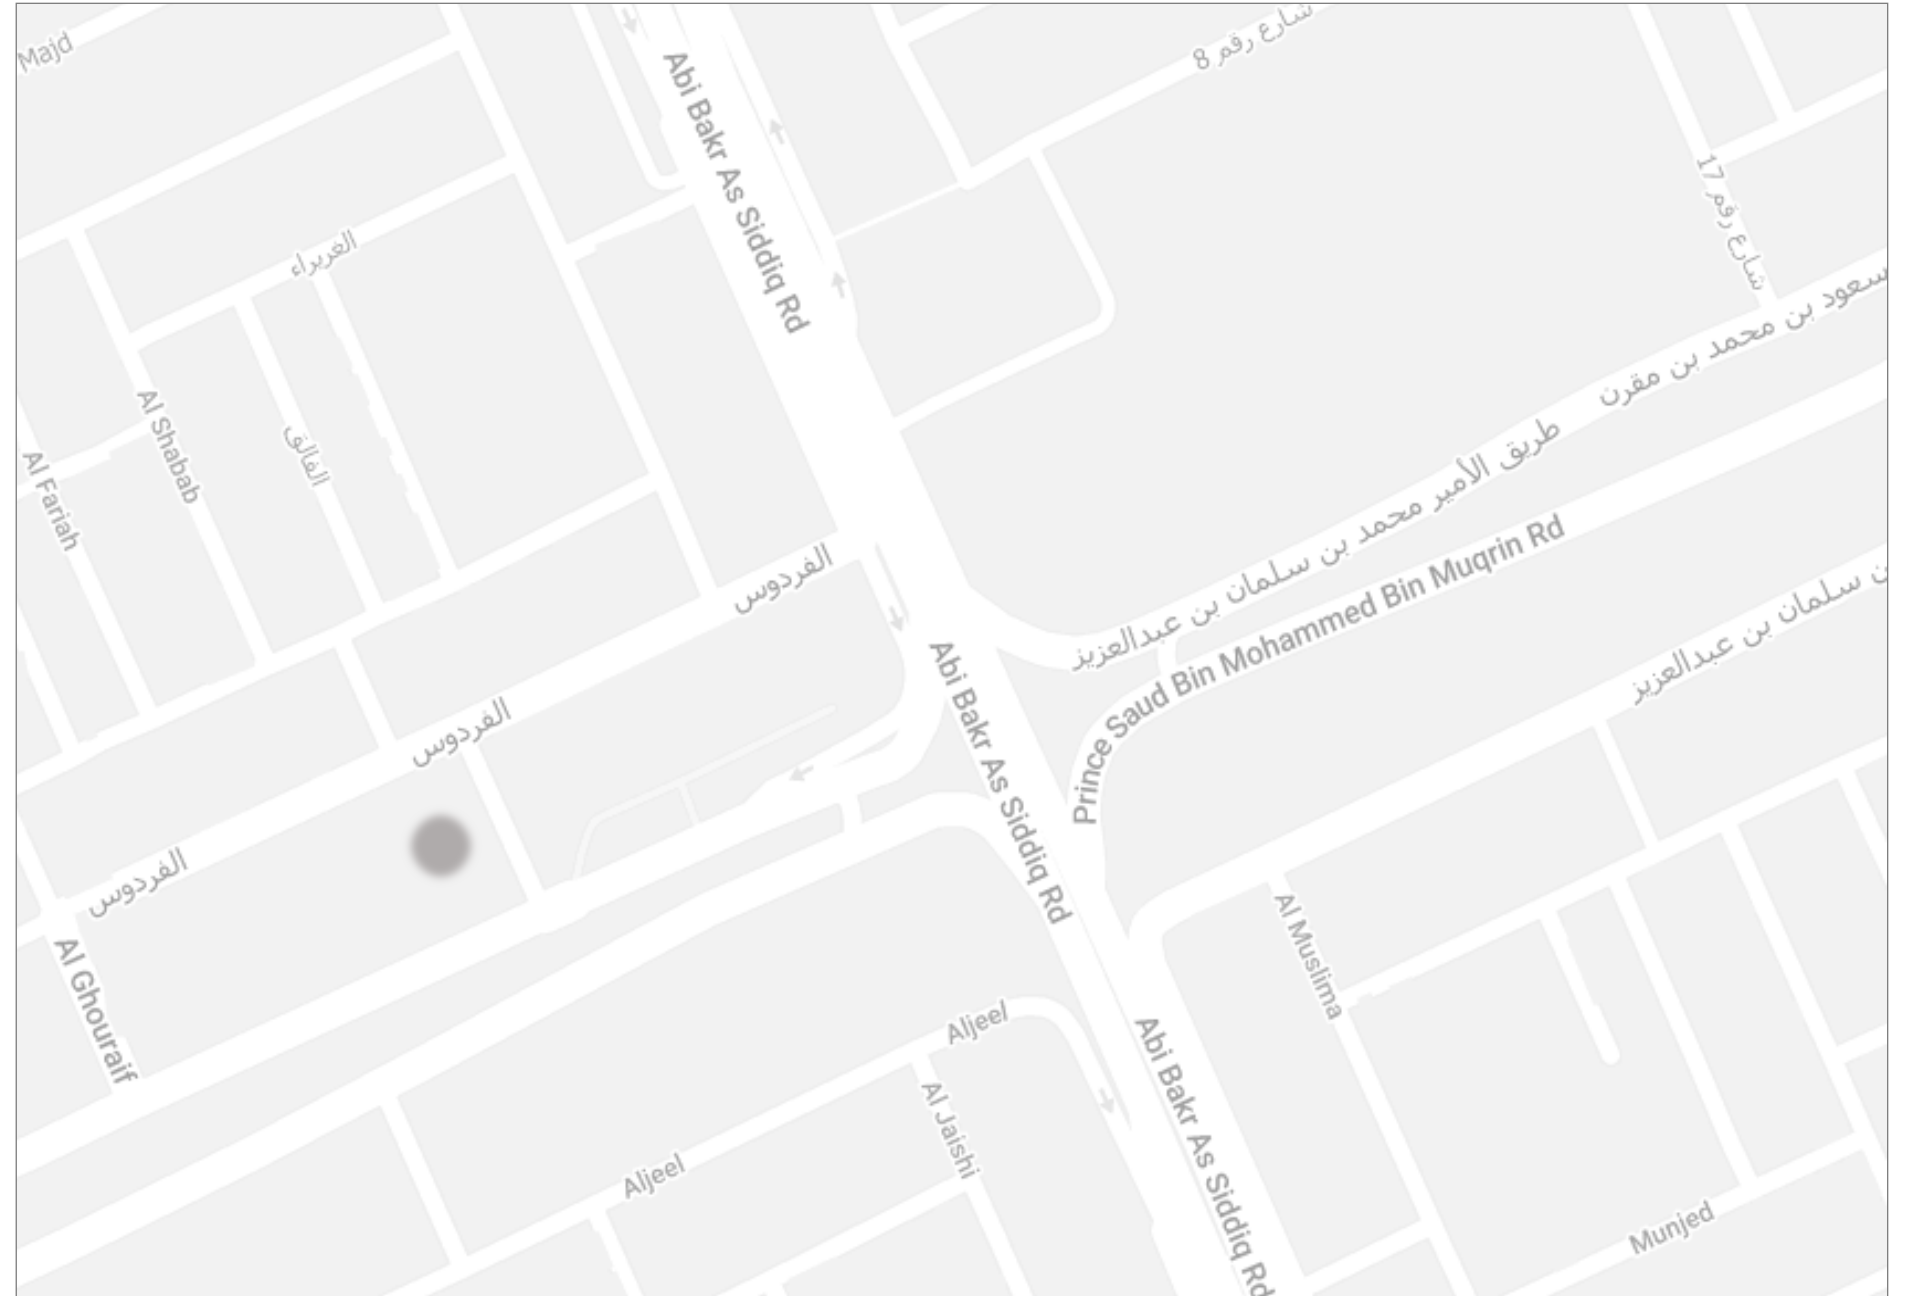 Majd
شارع رقم 8
Abi Bakr As Siddiq Rd
شارع رقم 17
الغريراء
سعود بن محمد بن مقرن
Al Shabab
الفالق
طريق الأمير محمد بن سلمان بن عبدالعزيز
Al Fariah
Prince Saud Bin Mohammed Bin Muqrin Rd
الفردوس
ن سلمان بن عبدالعزيز
Abi Bakr As Siddiq Rd
الفردوس
الفردوس
Al Muslima
Al Ghouraif
Aljeel
Abi Bakr As Siddiq Rd
Al Jaishi
Aljeel
Munjed